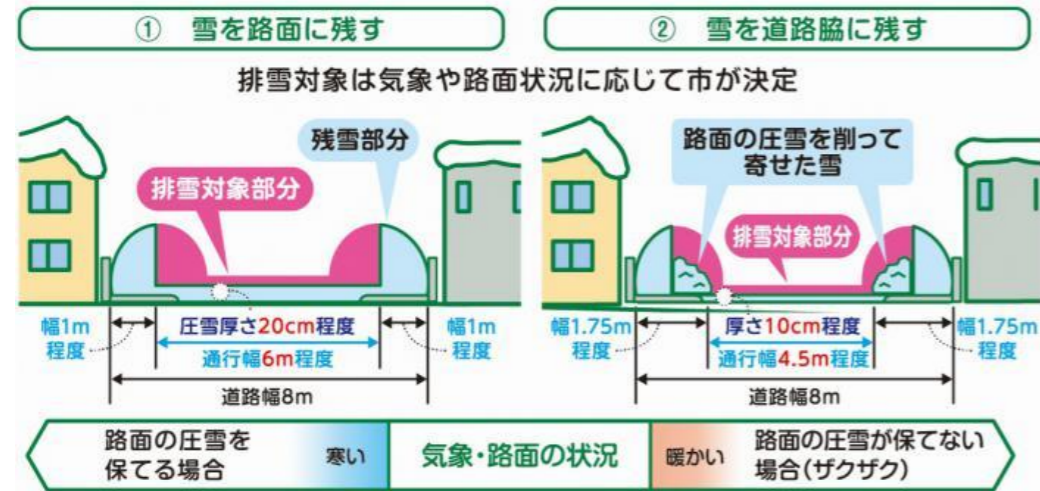 ① 雪を路面に残す
② 雪を道路脇に残す
排雪対象は気象や路面状況に応じて市が決定
残雪部分
排雪対象部分
幅1m
程度
圧雪厚さ20cm程度
通行幅6m程度
幅1m
程度
道路幅8m
路面の圧雪を削って
寄せた雪
排雪対象部分
幅1.75m
程度
厚さ10cm程度
通行幅4.5m程度
幅1.75m
程度
道路幅8m
路面の圧雪を
保てる場合
寒い
気象・路面の状況
暖かい
路面の圧雪が保てない
場合(ザクザク)